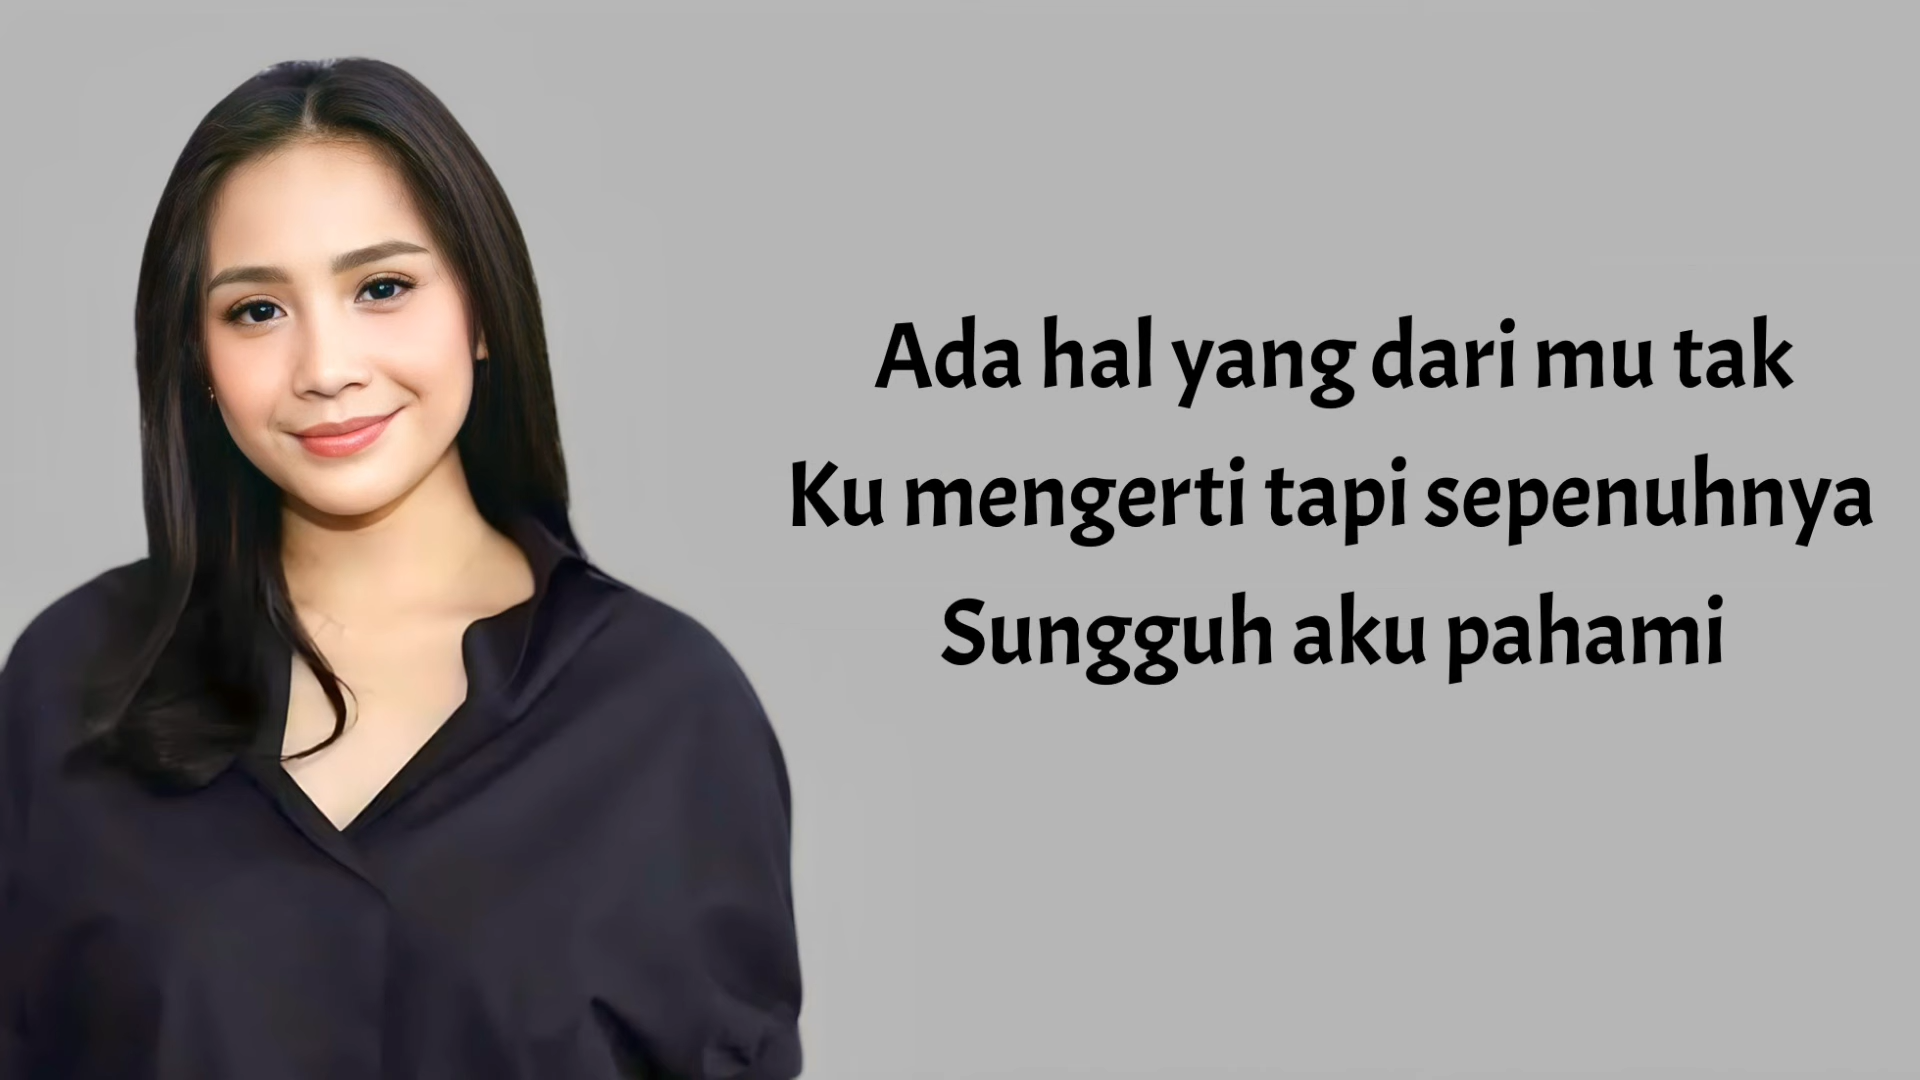 Ada hal yang dari mu tak
Ku mengerti tapi sepenuhnya
Sungguh aku pahami